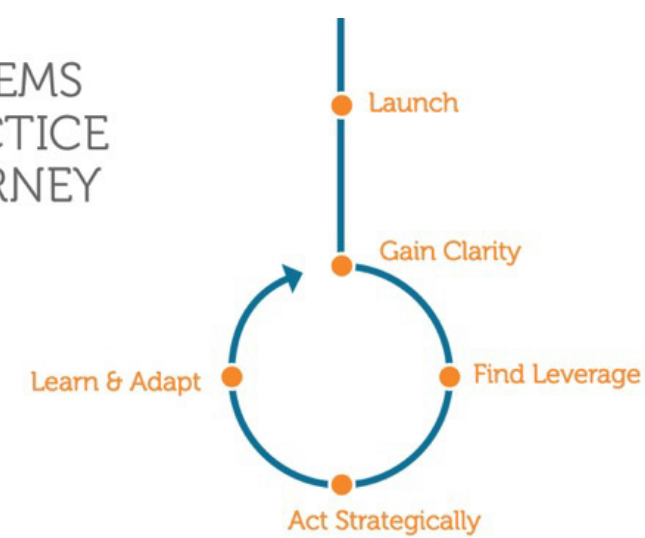 EMS
CTICE
RNEY
Launch
Gain Clarity
Find Leverage
Learn & Adapt
Act Strategically